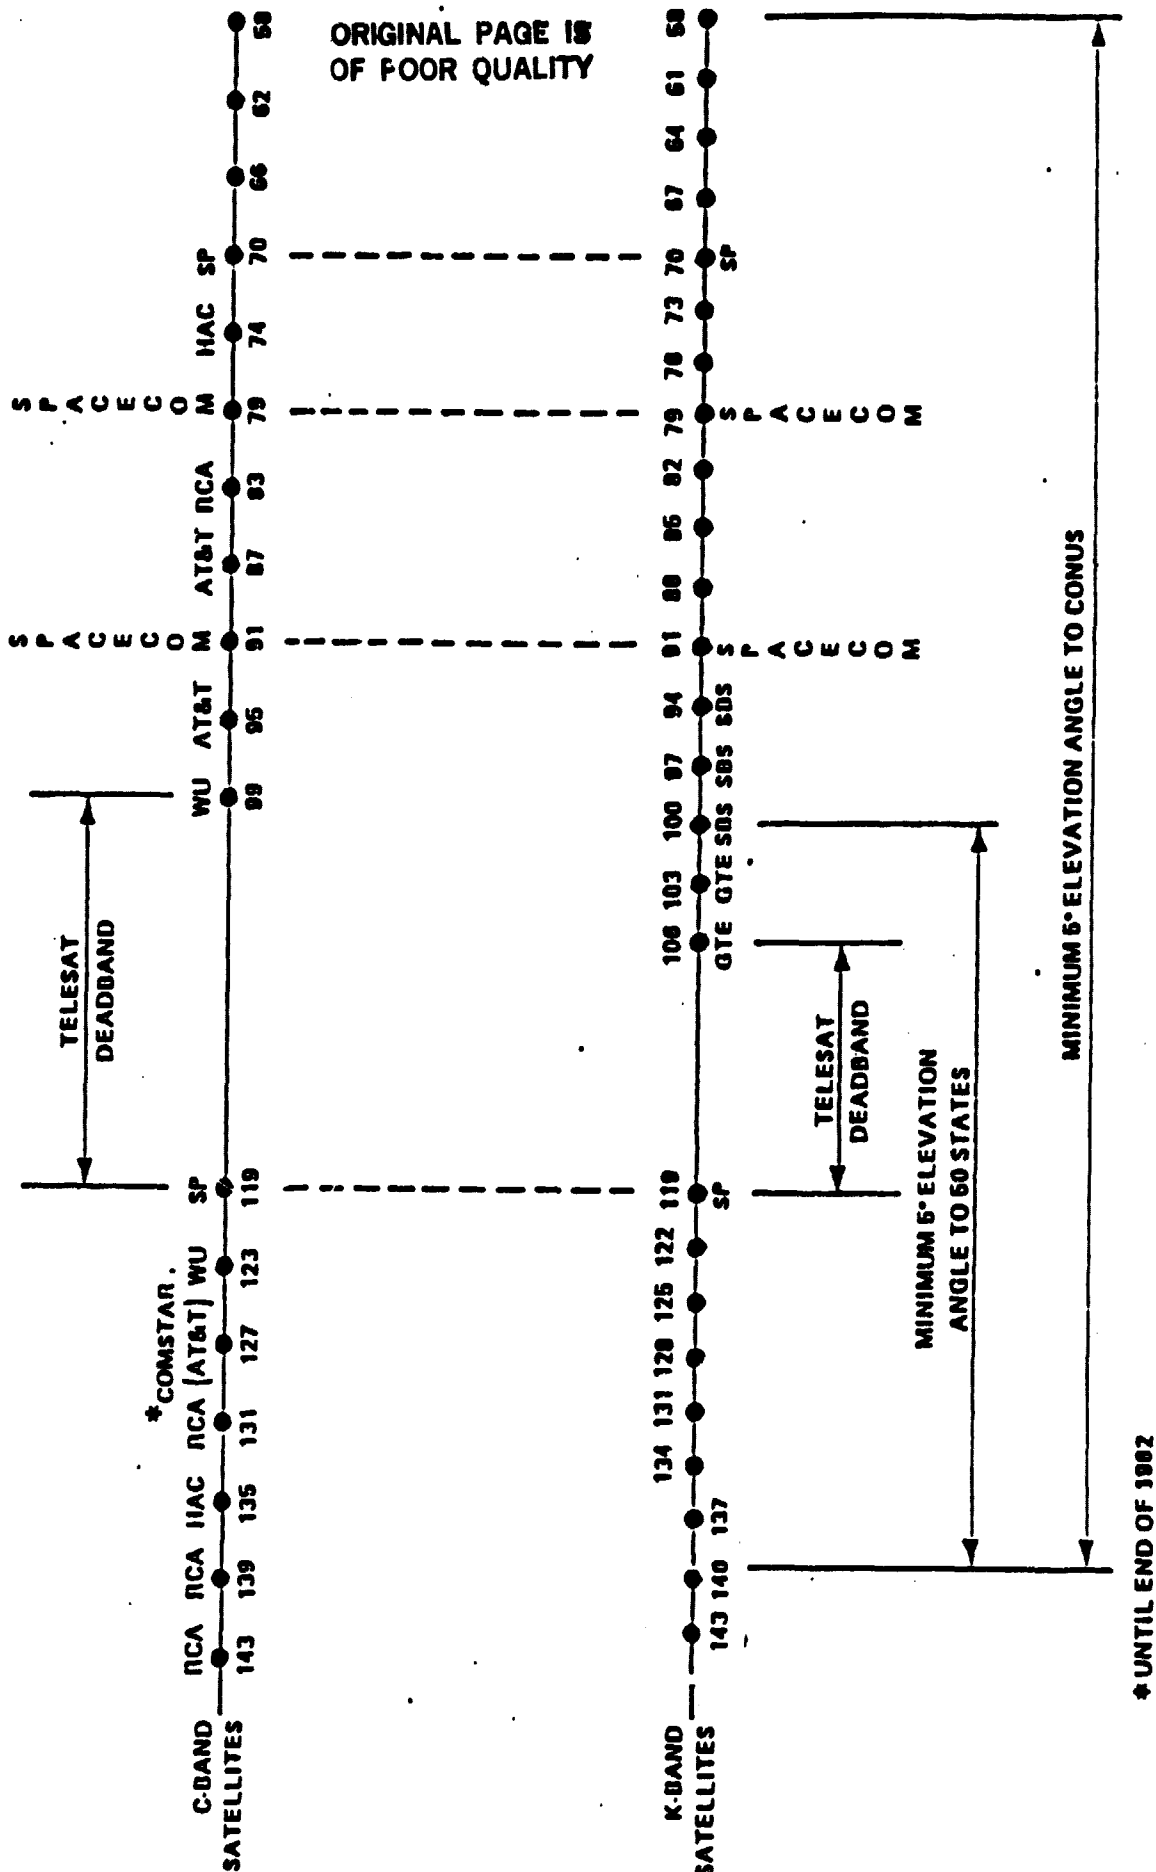 ORIGINAL PAGE IS
OF POOR QUALITY
C-BAND
SATELLITES
RCA RCA HAC RCA (AT&T) WU SP WU AT&T SPACECOM AT&T RCA SPACECOM HAC SP
*COMSTAR
143 139 135 131 127 123 119 99 95 91 87 83 79 74 70 66 62 58
TELESAT
DEADBAND
K-BAND
SATELLITES
143 140 137 134 131 128 125 122 119 106 103 100 97 94 91 88 85 82 79 76 73 70 67 64 61 58
SP GTE GTE SBS SBS SBS SPACECOM SPACECOM SP
TELESAT
DEADBAND
MINIMUM 5° ELEVATION
ANGLE TO 50 STATES
MINIMUM 5° ELEVATION ANGLE TO CONUS
*UNTIL END OF 1982